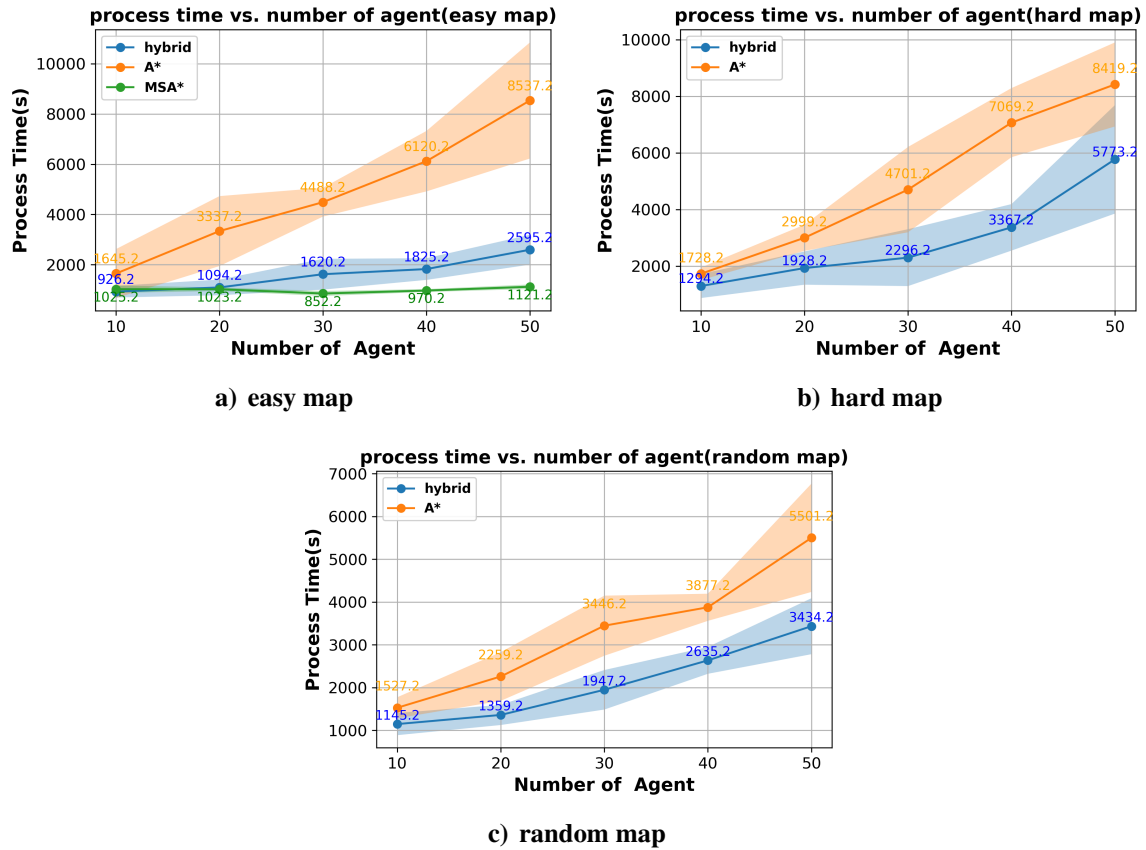 process time vs. number of agent(easy map)
hybrid
A*
MSA*
Process Time(s)
10000
8000
6000
4000
2000
1645.2
3337.2
4488.2
6120.2
8537.2
926.2
1094.2
1620.2
1825.2
2595.2
1025.2
1023.2
852.2
970.2
1121.2
10 20 30 40 50
Number of Agent
a) easy map
process time vs. number of agent(hard map)
hybrid
A*
Process Time(s)
10000
8000
6000
4000
2000
1728.2
2999.2
4701.2
7069.2
8419.2
1294.2
1928.2
2296.2
3367.2
5773.2
10 20 30 40 50
Number of Agent
b) hard map
process time vs. number of agent(random map)
hybrid
A*
Process Time(s)
7000
6000
5000
4000
3000
2000
1000
1527.2
2259.2
3446.2
3877.2
5501.2
1145.2
1359.2
1947.2
2635.2
3434.2
10 20 30 40 50
Number of Agent
c) random map